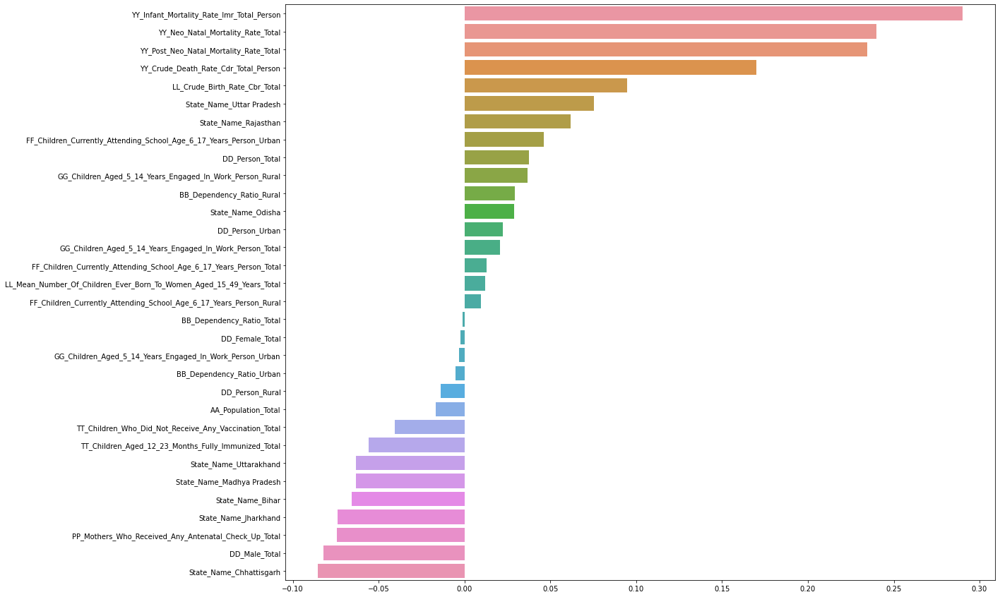 YY_Infant_Mortality_Rate_Imr_Total_Person
YY_Neo_Natal_Mortality_Rate_Total
YY_Post_Neo_Natal_Mortality_Rate_Total
YY_Crude_Death_Rate_Cdr_Total_Person
LL_Crude_Birth_Rate_Cbr_Total
State_Name_Uttar Pradesh
State_Name_Rajasthan
FF_Children_Currently_Attending_School_Age_6_17_Years_Person_Urban
DD_Person_Total
GG_Children_Aged_5_14_Years_Engaged_In_Work_Person_Rural
BB_Dependency_Ratio_Rural
State_Name_Odisha
DD_Person_Urban
GG_Children_Aged_5_14_Years_Engaged_In_Work_Person_Total
FF_Children_Currently_Attending_School_Age_6_17_Years_Person_Total
LL_Mean_Number_Of_Children_Ever_Born_To_Women_Aged_15_49_Years_Total
FF_Children_Currently_Attending_School_Age_6_17_Years_Person_Rural
BB_Dependency_Ratio_Total
DD_Female_Total
GG_Children_Aged_5_14_Years_Engaged_In_Work_Person_Urban
BB_Dependency_Ratio_Urban
DD_Person_Rural
AA_Population_Total
TT_Children_Who_Did_Not_Receive_Any_Vaccination_Total
TT_Children_Aged_12_23_Months_Fully_Immunized_Total
State_Name_Uttarakhand
State_Name_Madhya Pradesh
State_Name_Bihar
State_Name_Jharkhand
PP_Mothers_Who_Received_Any_Antenatal_Check_Up_Total
DD_Male_Total
State_Name_Chhattisgarh
−0.10 −0.05 0.00 0.05 0.10 0.15 0.20 0.25 0.30